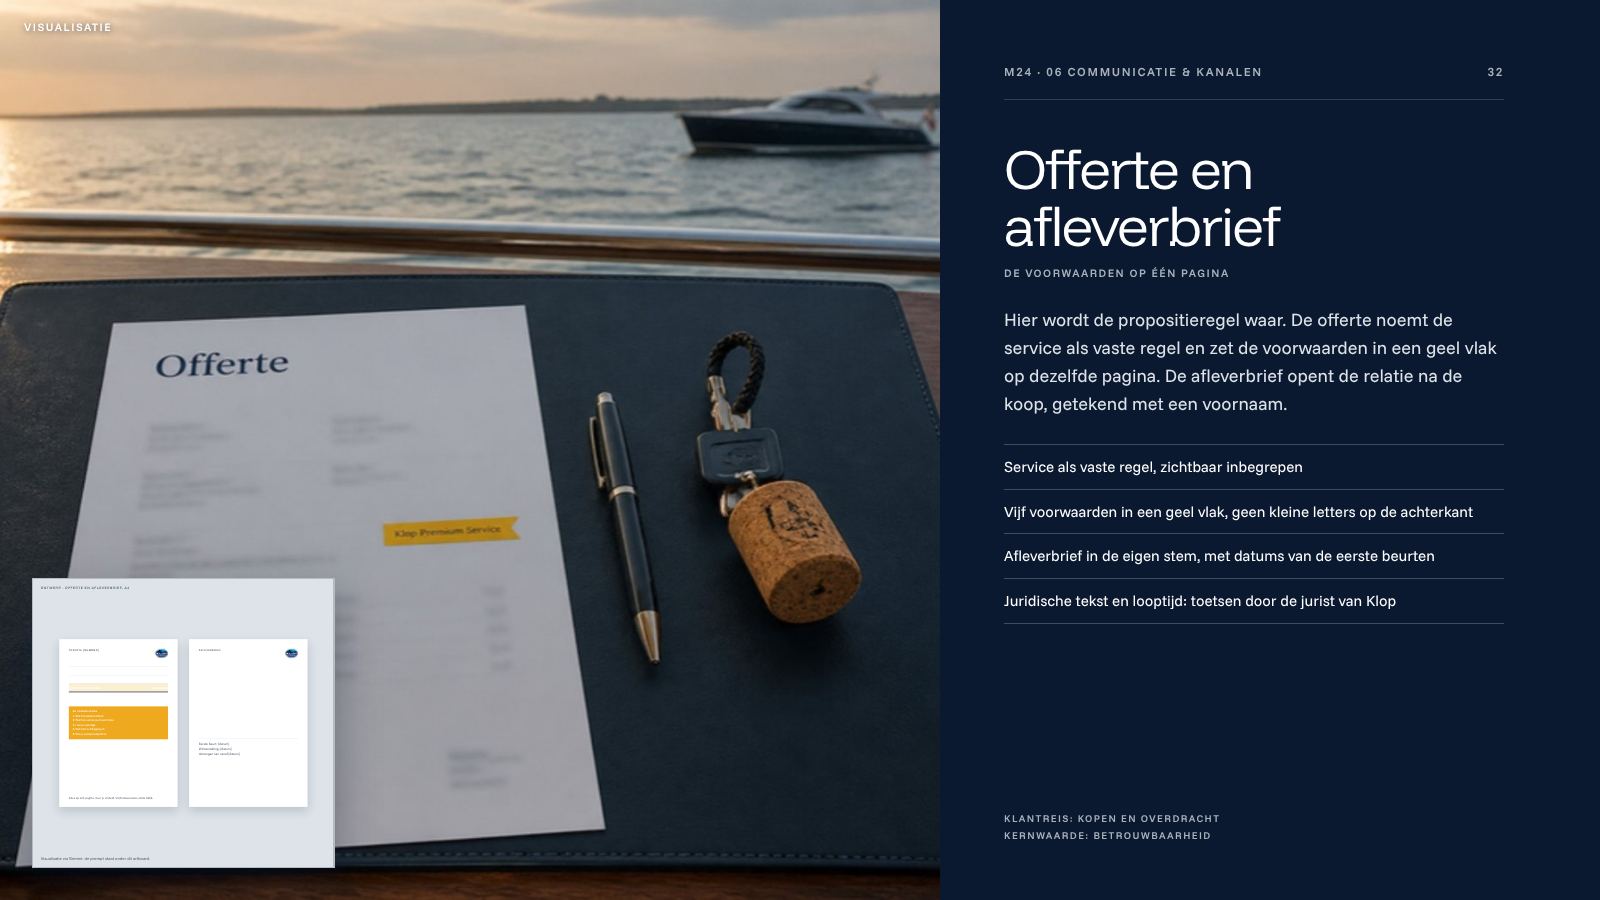 VISUALISATIE
Offerte
Klop Premium Service
M24 · 06 COMMUNICATIE & KANALEN
32
Offerte en
afleverbrief
DE VOORWAARDEN OP ÉÉN PAGINA
Hier wordt de propositieregel waar. De offerte noemt de
service als vaste regel en zet de voorwaarden in een geel vlak
op dezelfde pagina. De afleverbrief opent de relatie na de
koop, getekend met een voornaam.
Service als vaste regel, zichtbaar inbegrepen
Vijf voorwaarden in een geel vlak, geen kleine letters op de achterkant
Afleverbrief in de eigen stem, met datums van de eerste beurten
Juridische tekst en looptijd: toetsen door de jurist van Klop
KLANTREIS: KOPEN EN OVERDRACHT
KERNWAARDE: BETROUWBAARHEID